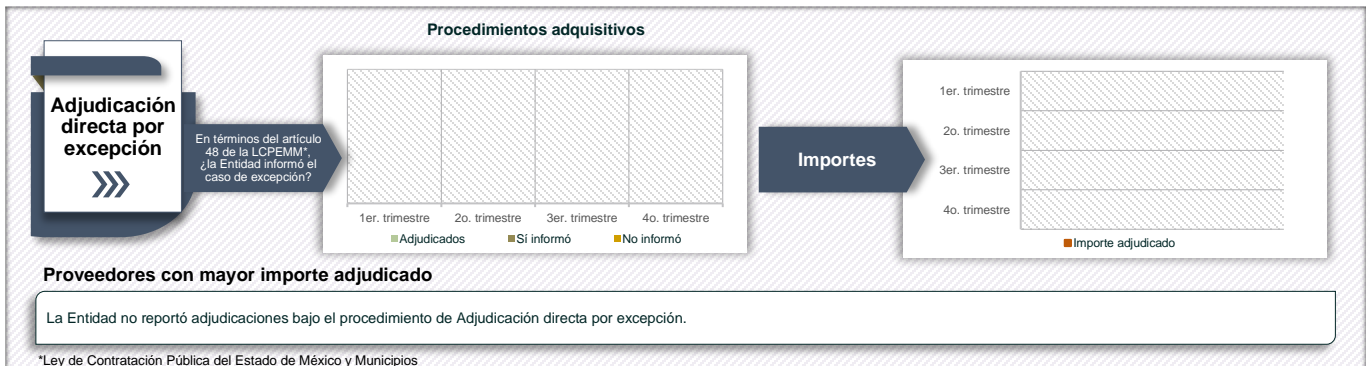 Procedimientos adquisitivos
Adjudicación
directa por
excepción
En términos del artículo
48 de la LCPEMM*,
¿la Entidad informó el
caso de excepción?
1er. trimestre 2o. trimestre 3er. trimestre 4o. trimestre
Adjudicados Sí informó No informó
Importes
1er. trimestre
2o. trimestre
3er. trimestre
4o. trimestre
Importe adjudicado
Proveedores con mayor importe adjudicado
La Entidad no reportó adjudicaciones bajo el procedimiento de Adjudicación directa por excepción.
*Ley de Contratación Pública del Estado de México y Municipios